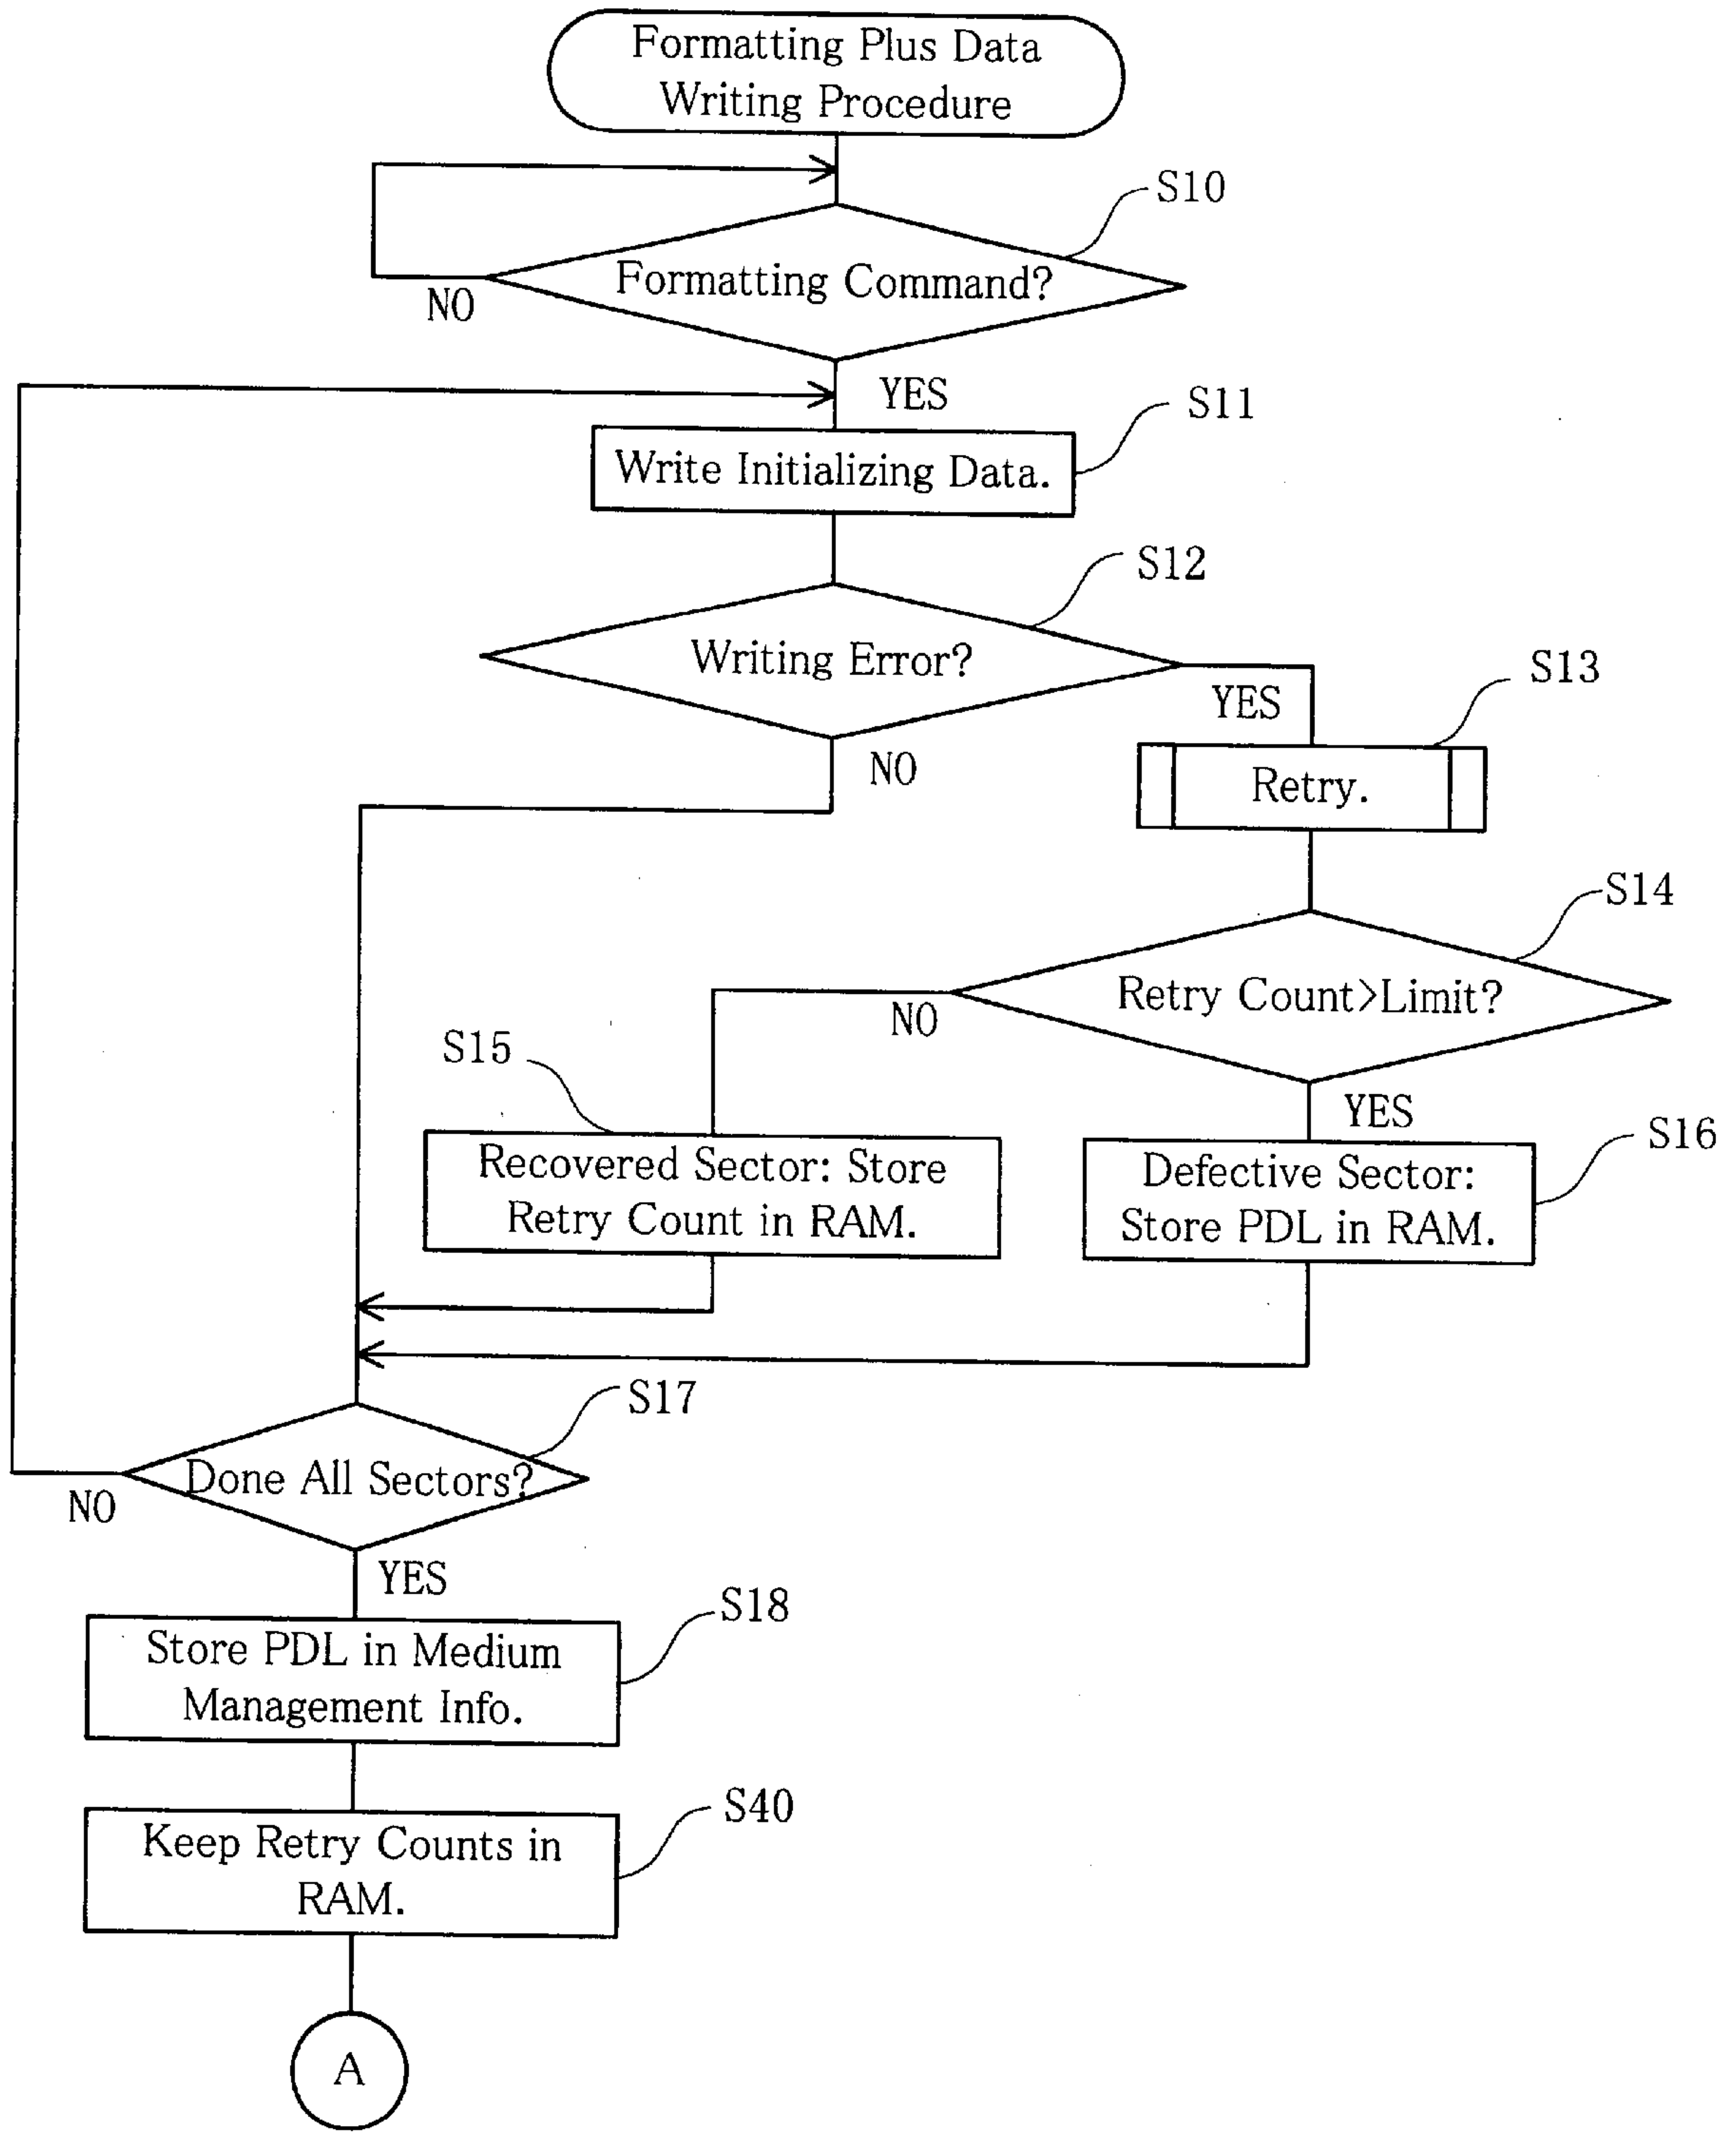 Formatting Plus Data
Writing Procedure
S10
Formatting Command?
NO
YES
S11
Write Initializing Data.
S12
Writing Error?
YES
S13
NO
Retry.
S14
Retry Count>Limit?
NO
S15
YES
S16
Recovered Sector: Store
Retry Count in RAM.
Defective Sector:
Store PDL in RAM.
S17
Done All Sectors?
NO
YES
S18
Store PDL in Medium
Management Info.
S40
Keep Retry Counts in
RAM.
A